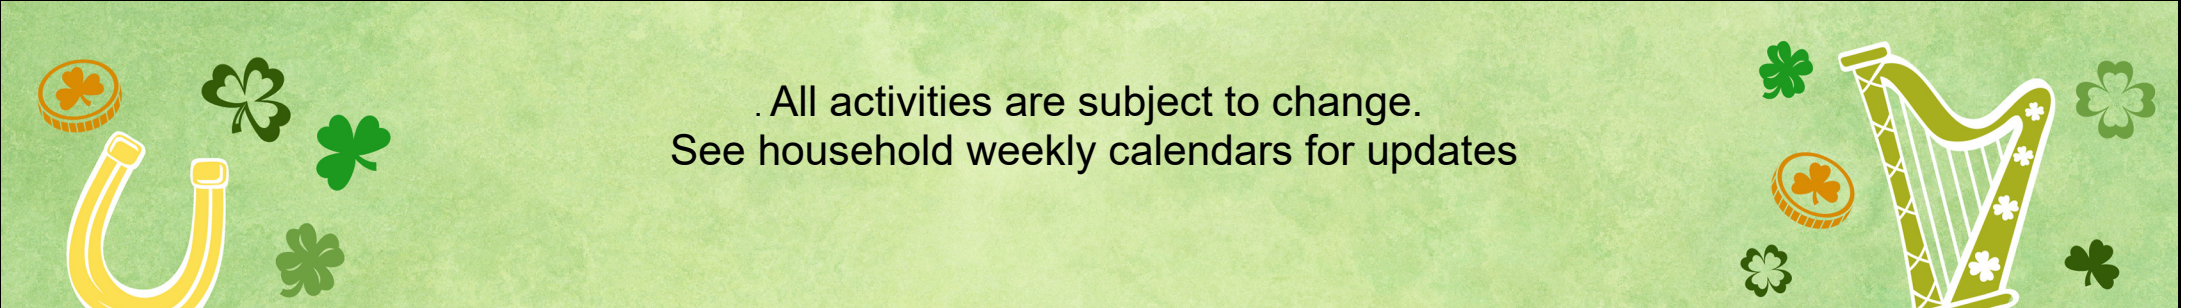 . All activities are subject to change.
See household weekly calendars for updates